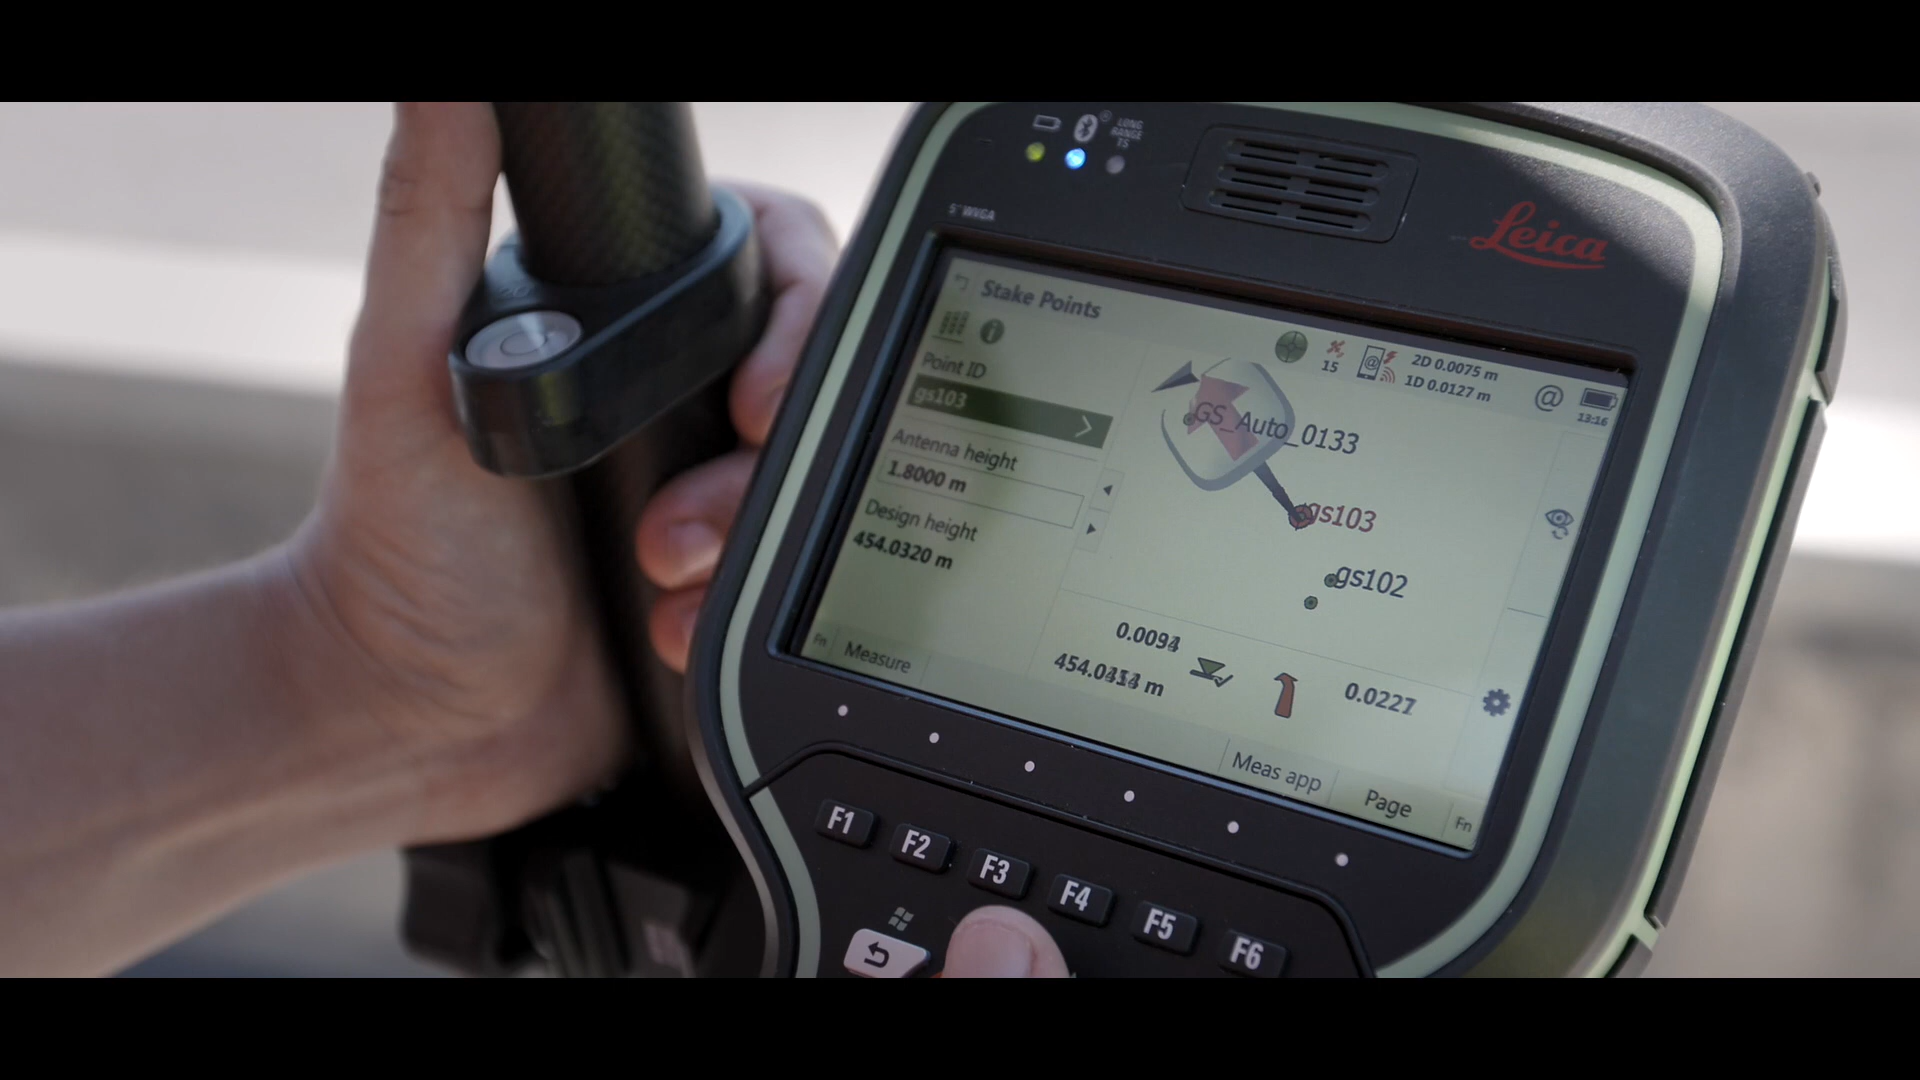 LONG
RANGE
TS
5" WVGA
Leica
Stake Points
15
2D 0.0075 m
1D 0.0127 m
@
13:16
Point ID
gs103
Antenna height
1.8000 m
Design height
454.0320 m
GS_Auto_0133
gs103
gs102
0.0227
Fn
Measure
Meas app
Page
Fn
F1
F2
F3
F4
F5
F6